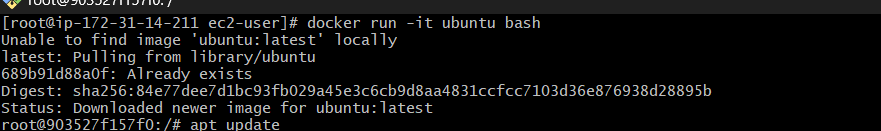 root@903527f157f0: /
[root@ip-172-31-14-211 ec2-user]# docker run -it ubuntu bash
Unable to find image 'ubuntu:latest' locally
latest: Pulling from library/ubuntu
689b91d88a0f: Already exists
Digest: sha256:84e77dee7d1bc93fb029a45e3c6cb9d8aa4831ccfcc7103d36e876938d28895b
Status: Downloaded newer image for ubuntu:latest
root@903527f157f0:/# apt update